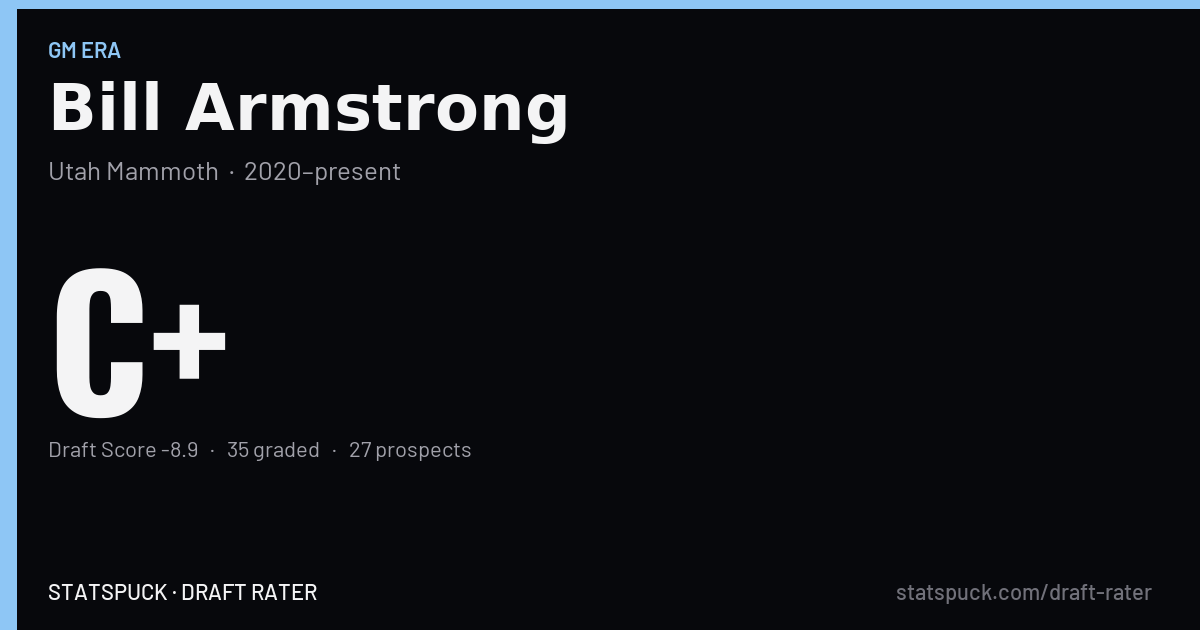 GM ERA
Bill Armstrong
Utah Mammoth · 2020–present
C+
Draft Score -8.9 · 35 graded · 27 prospects
STATSPUCK · DRAFT RATER
statspuck.com/draft-rater